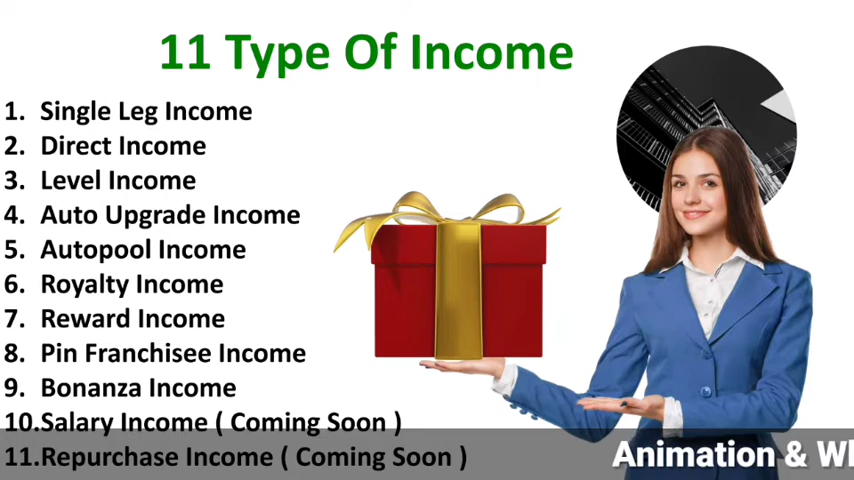 11 Type Of Income
1. Single Leg Income
2. Direct Income
3. Level Income
4. Auto Upgrade Income
5. Autopool Income
6. Royalty Income
7. Reward Income
8. Pin Franchisee Income
9. Bonanza Income
10.Salary Income ( Coming Soon )
11.Repurchase Income ( Coming Soon )
Animation &